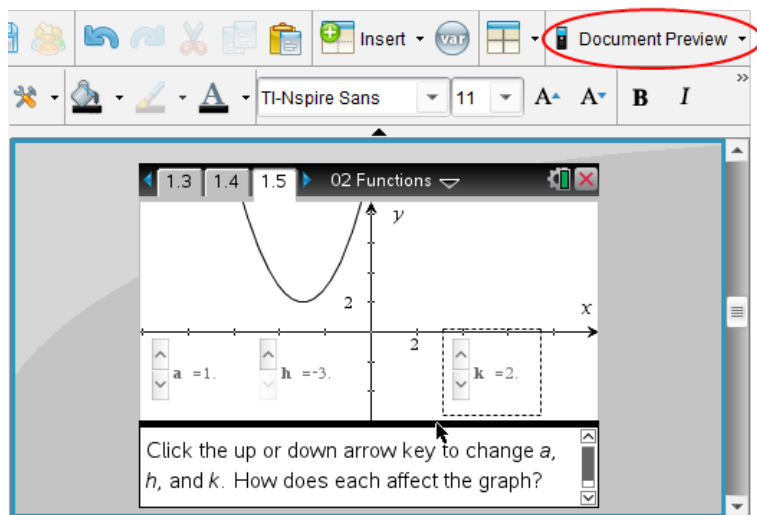 Insert var Document Preview
TI-Nspire Sans 11 A A B I »
1.3 1.4 1.5 02 Functions
y
2
x
2
a =1. h =-3. k =2.
Click the up or down arrow key to change a,
h, and k. How does each affect the graph?